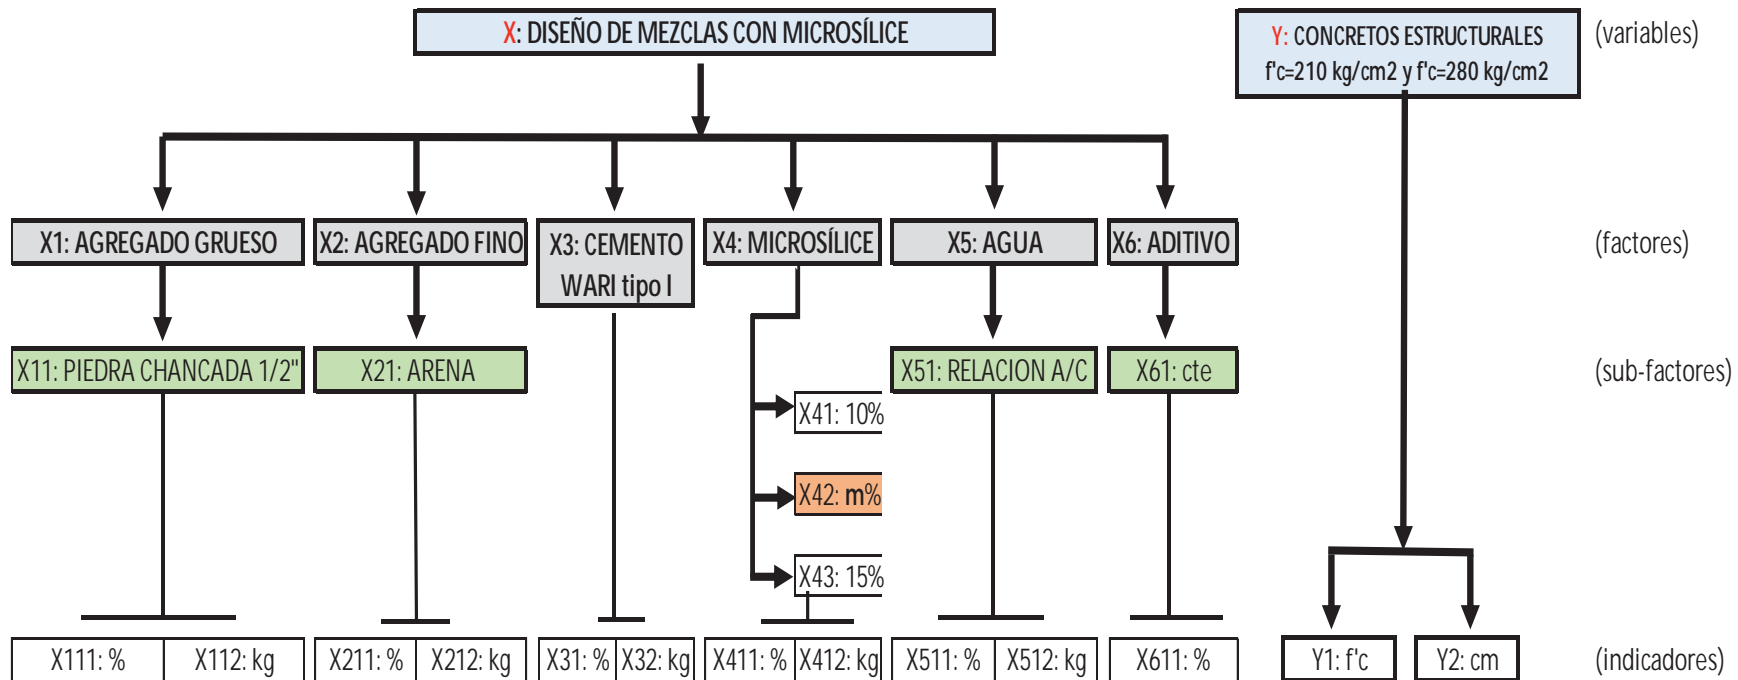 X: DISEÑO DE MEZCLAS CON MICROSÍLICE
Y: CONCRETOS ESTRUCTURALES
f'c=210 kg/cm2 y f'c=280 kg/cm2
(variables)
X1: AGREGADO GRUESO
X2: AGREGADO FINO
X3: CEMENTO
WARI tipo I
X4: MICROSÍLICE
X5: AGUA
X6: ADITIVO
(factores)
X11: PIEDRA CHANCADA 1/2"
X21: ARENA
X51: RELACION A/C
X61: cte
(sub-factores)
X41: 10%
X42: m%
X43: 15%
X111: %
X112: kg
X211: %
X212: kg
X31: %
X32: kg
X411: %
X412: kg
X511: %
X512: kg
X611: %
Y1: f'c
Y2: cm
(indicadores)